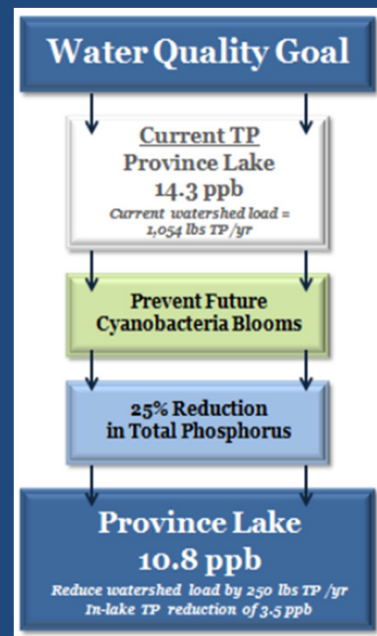 Water Quality Goal
Current TP
Province Lake
14.3 ppb
Current watershed load =
1,054 lbs TP/yr
Prevent Future
Cyanobacteria Blooms
25% Reduction
in Total Phosphorus
Province Lake
10.8 ppb
Reduce watershed load by 250 lbs TP /yr
In-lake TP reduction of 3.5 ppb